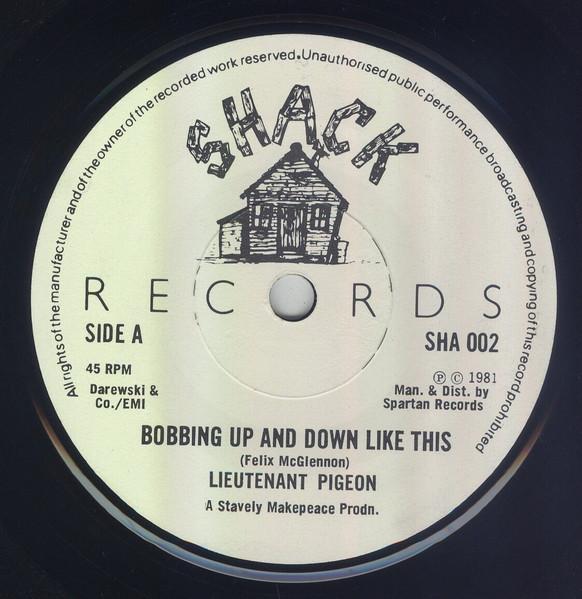 All rights of the manufacturer and of the owner of the recorded work reserved. Unauthorised public performance broadcasting and copying of this record prohibited
SHACK
RECORDS
SIDE A
SHA 002
45 RPM
Darewski &
Co./EMI
Ⓟ © 1981
Man. & Dist. by
Spartan Records
BOBBING UP AND DOWN LIKE THIS
(Felix McGlennon)
LIEUTENANT PIGEON
A Stavely Makepeace Prodn.